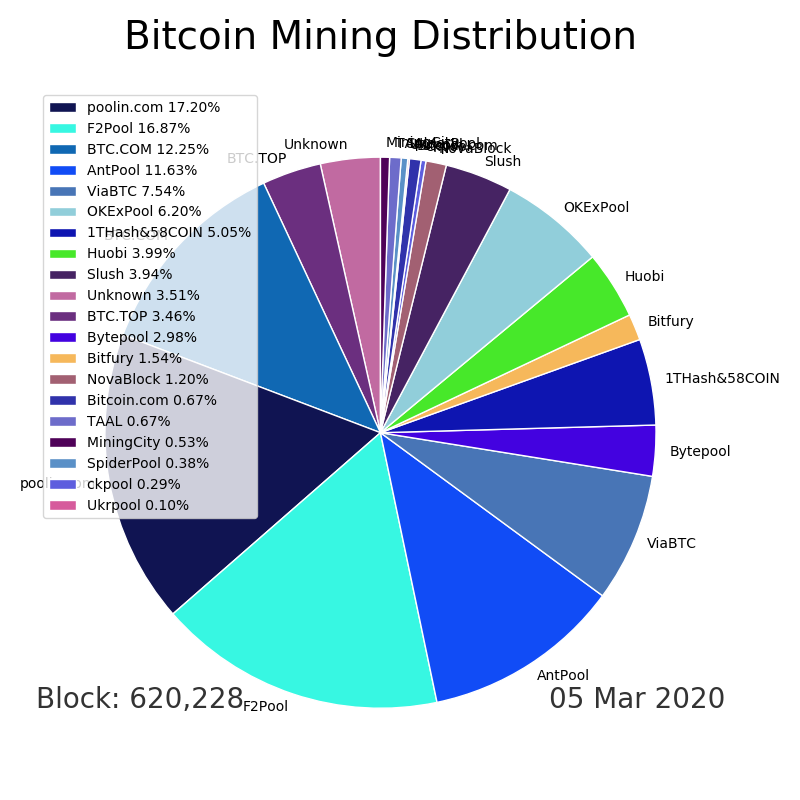 Bitcoin Mining Distribution
poolin.com 17.20%
F2Pool 16.87%
BTC.COM 12.25%
AntPool 11.63%
ViaBTC 7.54%
OKExPool 6.20%
1THash&58COIN 5.05%
Huobi 3.99%
Slush 3.94%
Unknown 3.51%
BTC.TOP 3.46%
Bytepool 2.98%
Bitfury 1.54%
NovaBlock 1.20%
Bitcoin.com 0.67%
TAAL 0.67%
MiningCity 0.53%
SpiderPool 0.38%
ckpool 0.29%
Ukrpool 0.10%
BTC.TOP
Unknown
MiningCity
NovaBlock
Slush
OKExPool
Huobi
Bitfury
1THash&58COIN
Bytepool
ViaBTC
AntPool
F2Pool
BTC.COM
Block: 620,228
05 Mar 2020